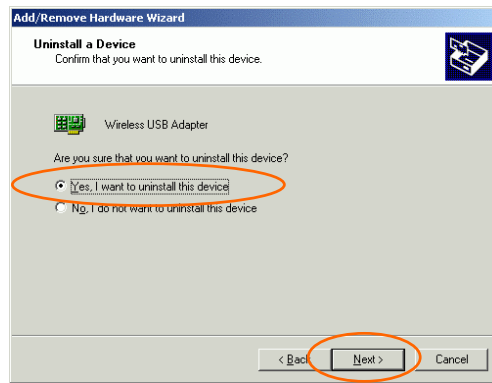 Add/Remove Hardware Wizard
Uninstall a Device
Confirm that you want to uninstall this device.
Wireless USB Adapter
Are you sure that you want to uninstall this device?
Yes, I want to uninstall this device
No, I do not want to uninstall this device
< Back
Next >
Cancel